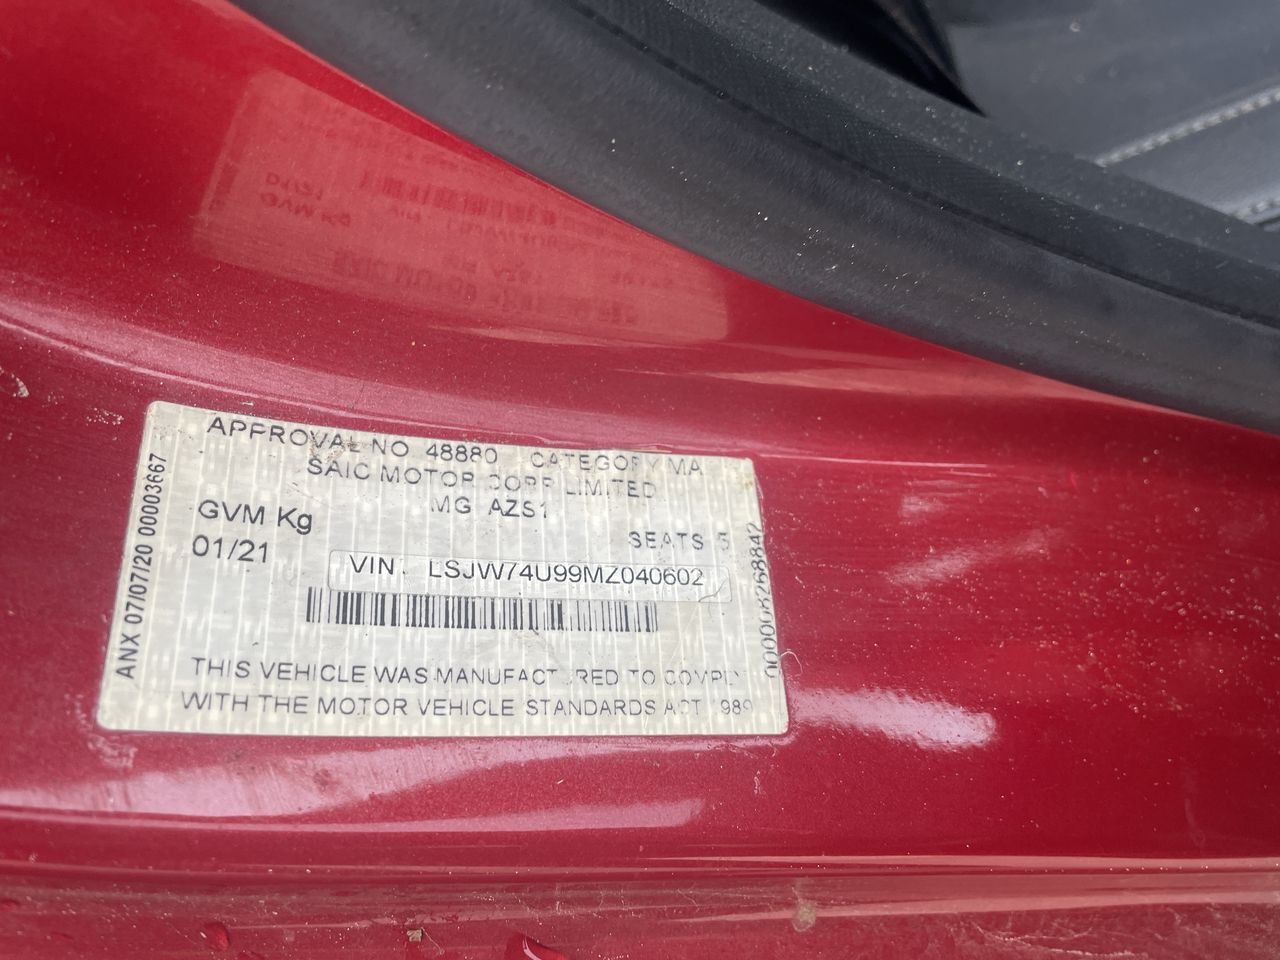 APPROVAL NO 48880 CATEGORY MA
SAIC MOTOR CORP LIMITED
MG AZS1
GVM Kg
SEATS 5
01/21
VIN. LSJW74U99MZ040602
THIS VEHICLE WAS MANUFACTURED TO COMPLY
WITH THE MOTOR VEHICLE STANDARDS ACT 1989
ANX 07/07/20 00003667
000006268842